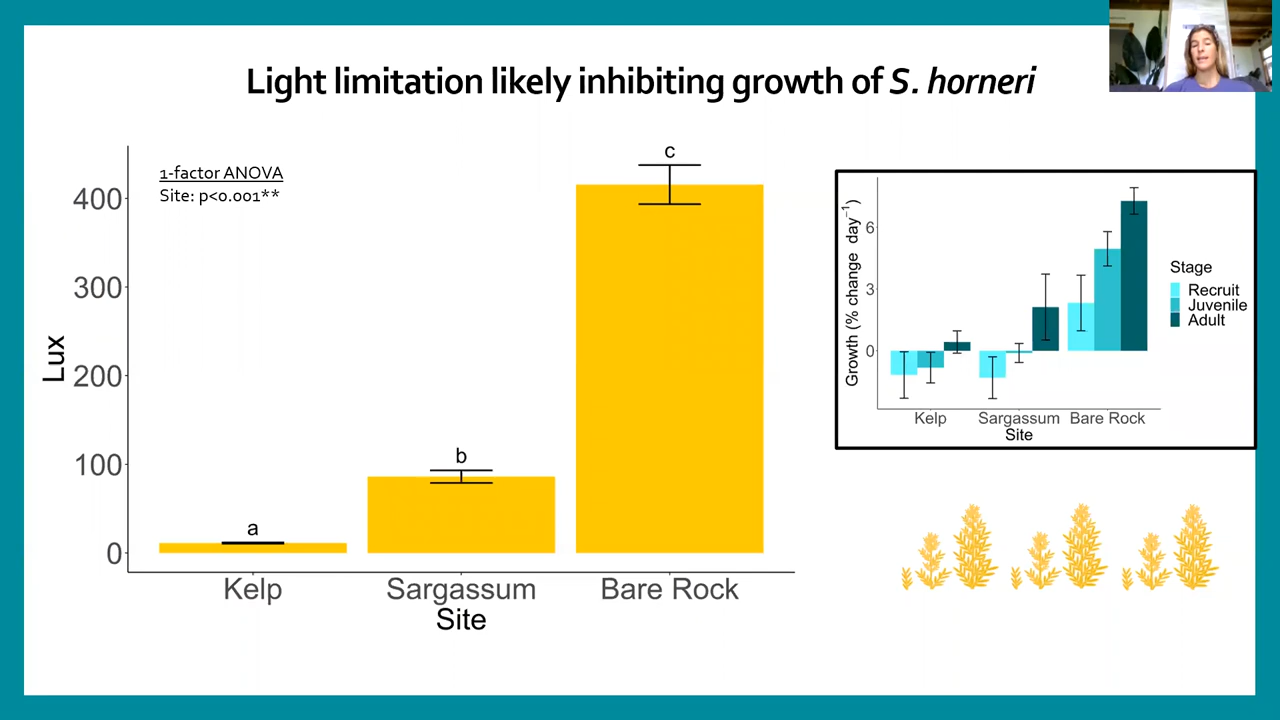 Light limitation likely inhibiting growth of S. horneri
1-factor ANOVA
Site: p<0.001**
Lux
400
300
200
100
0
a
b
c
Kelp
Sargassum
Bare Rock
Site
Growth (% change day⁻¹)
6
3
0
Kelp
Sargassum
Bare Rock
Site
Stage
Recruit
Juvenile
Adult